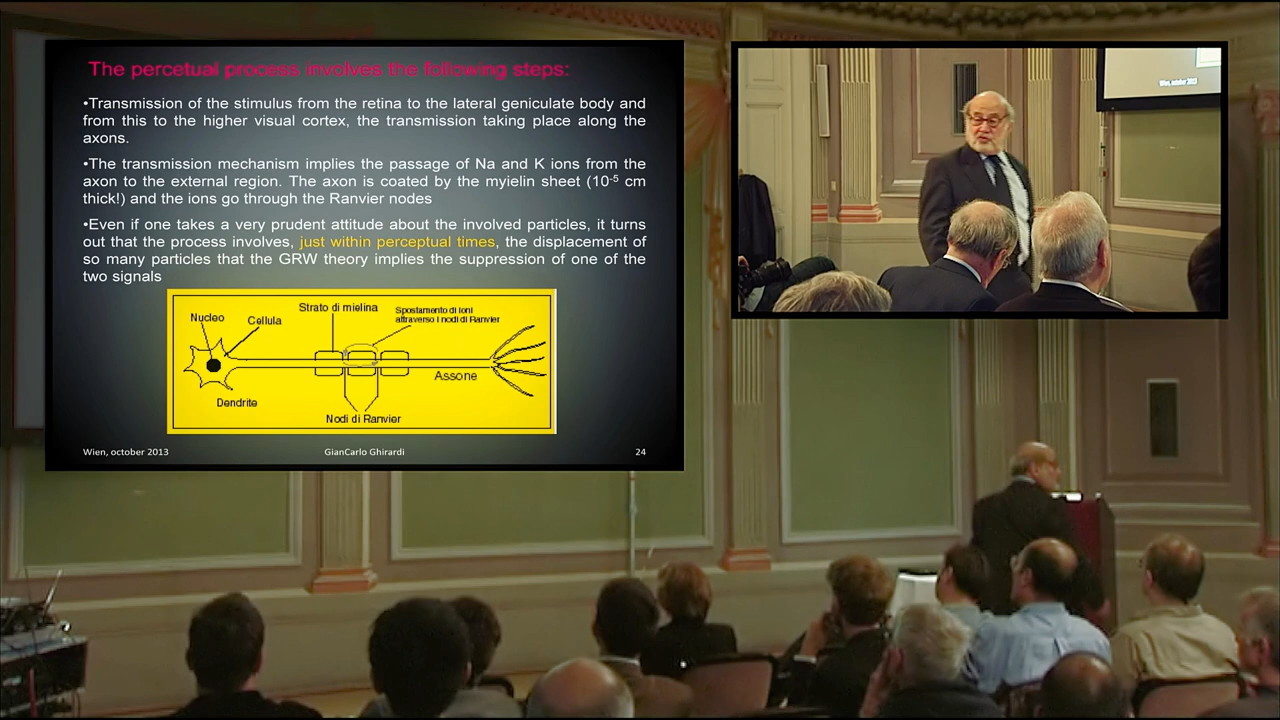 The percetual process involves the following steps:
•Transmission of the stimulus from the retina to the lateral geniculate body and
from this to the higher visual cortex, the transmission taking place along the
axons.
•The transmission mechanism implies the passage of Na and K ions from the
axon to the external region. The axon is coated by the myielin sheet (10-5 cm
thick!) and the ions go through the Ranvier nodes
•Even if one takes a very prudent attitude about the involved particles, it turns
out that the process involves, just within perceptual times, the displacement of
so many particles that the GRW theory implies the suppression of one of the
two signals
Nucleo
Cellula
Strato di mielina
Spostamento di ioni
attraverso i nodi di Ranvier
Assone
Dendrite
Nodi di Ranvier
Wien, october 2013
GianCarlo Ghirardi
24
Wien, october 2013